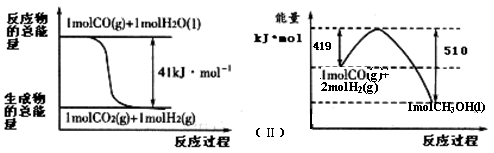 反应物
的总能
量
1molCO(g)+1molH2O(l)
41kJ·mol⁻¹
生成物
的总能
量
1molCO2(g)+1molH2(g)
反应过程
(II)
能量
kJ•mol
419
510
1molCO(g)+
2molH2(g)
1molCH3OH(l)
反应过程